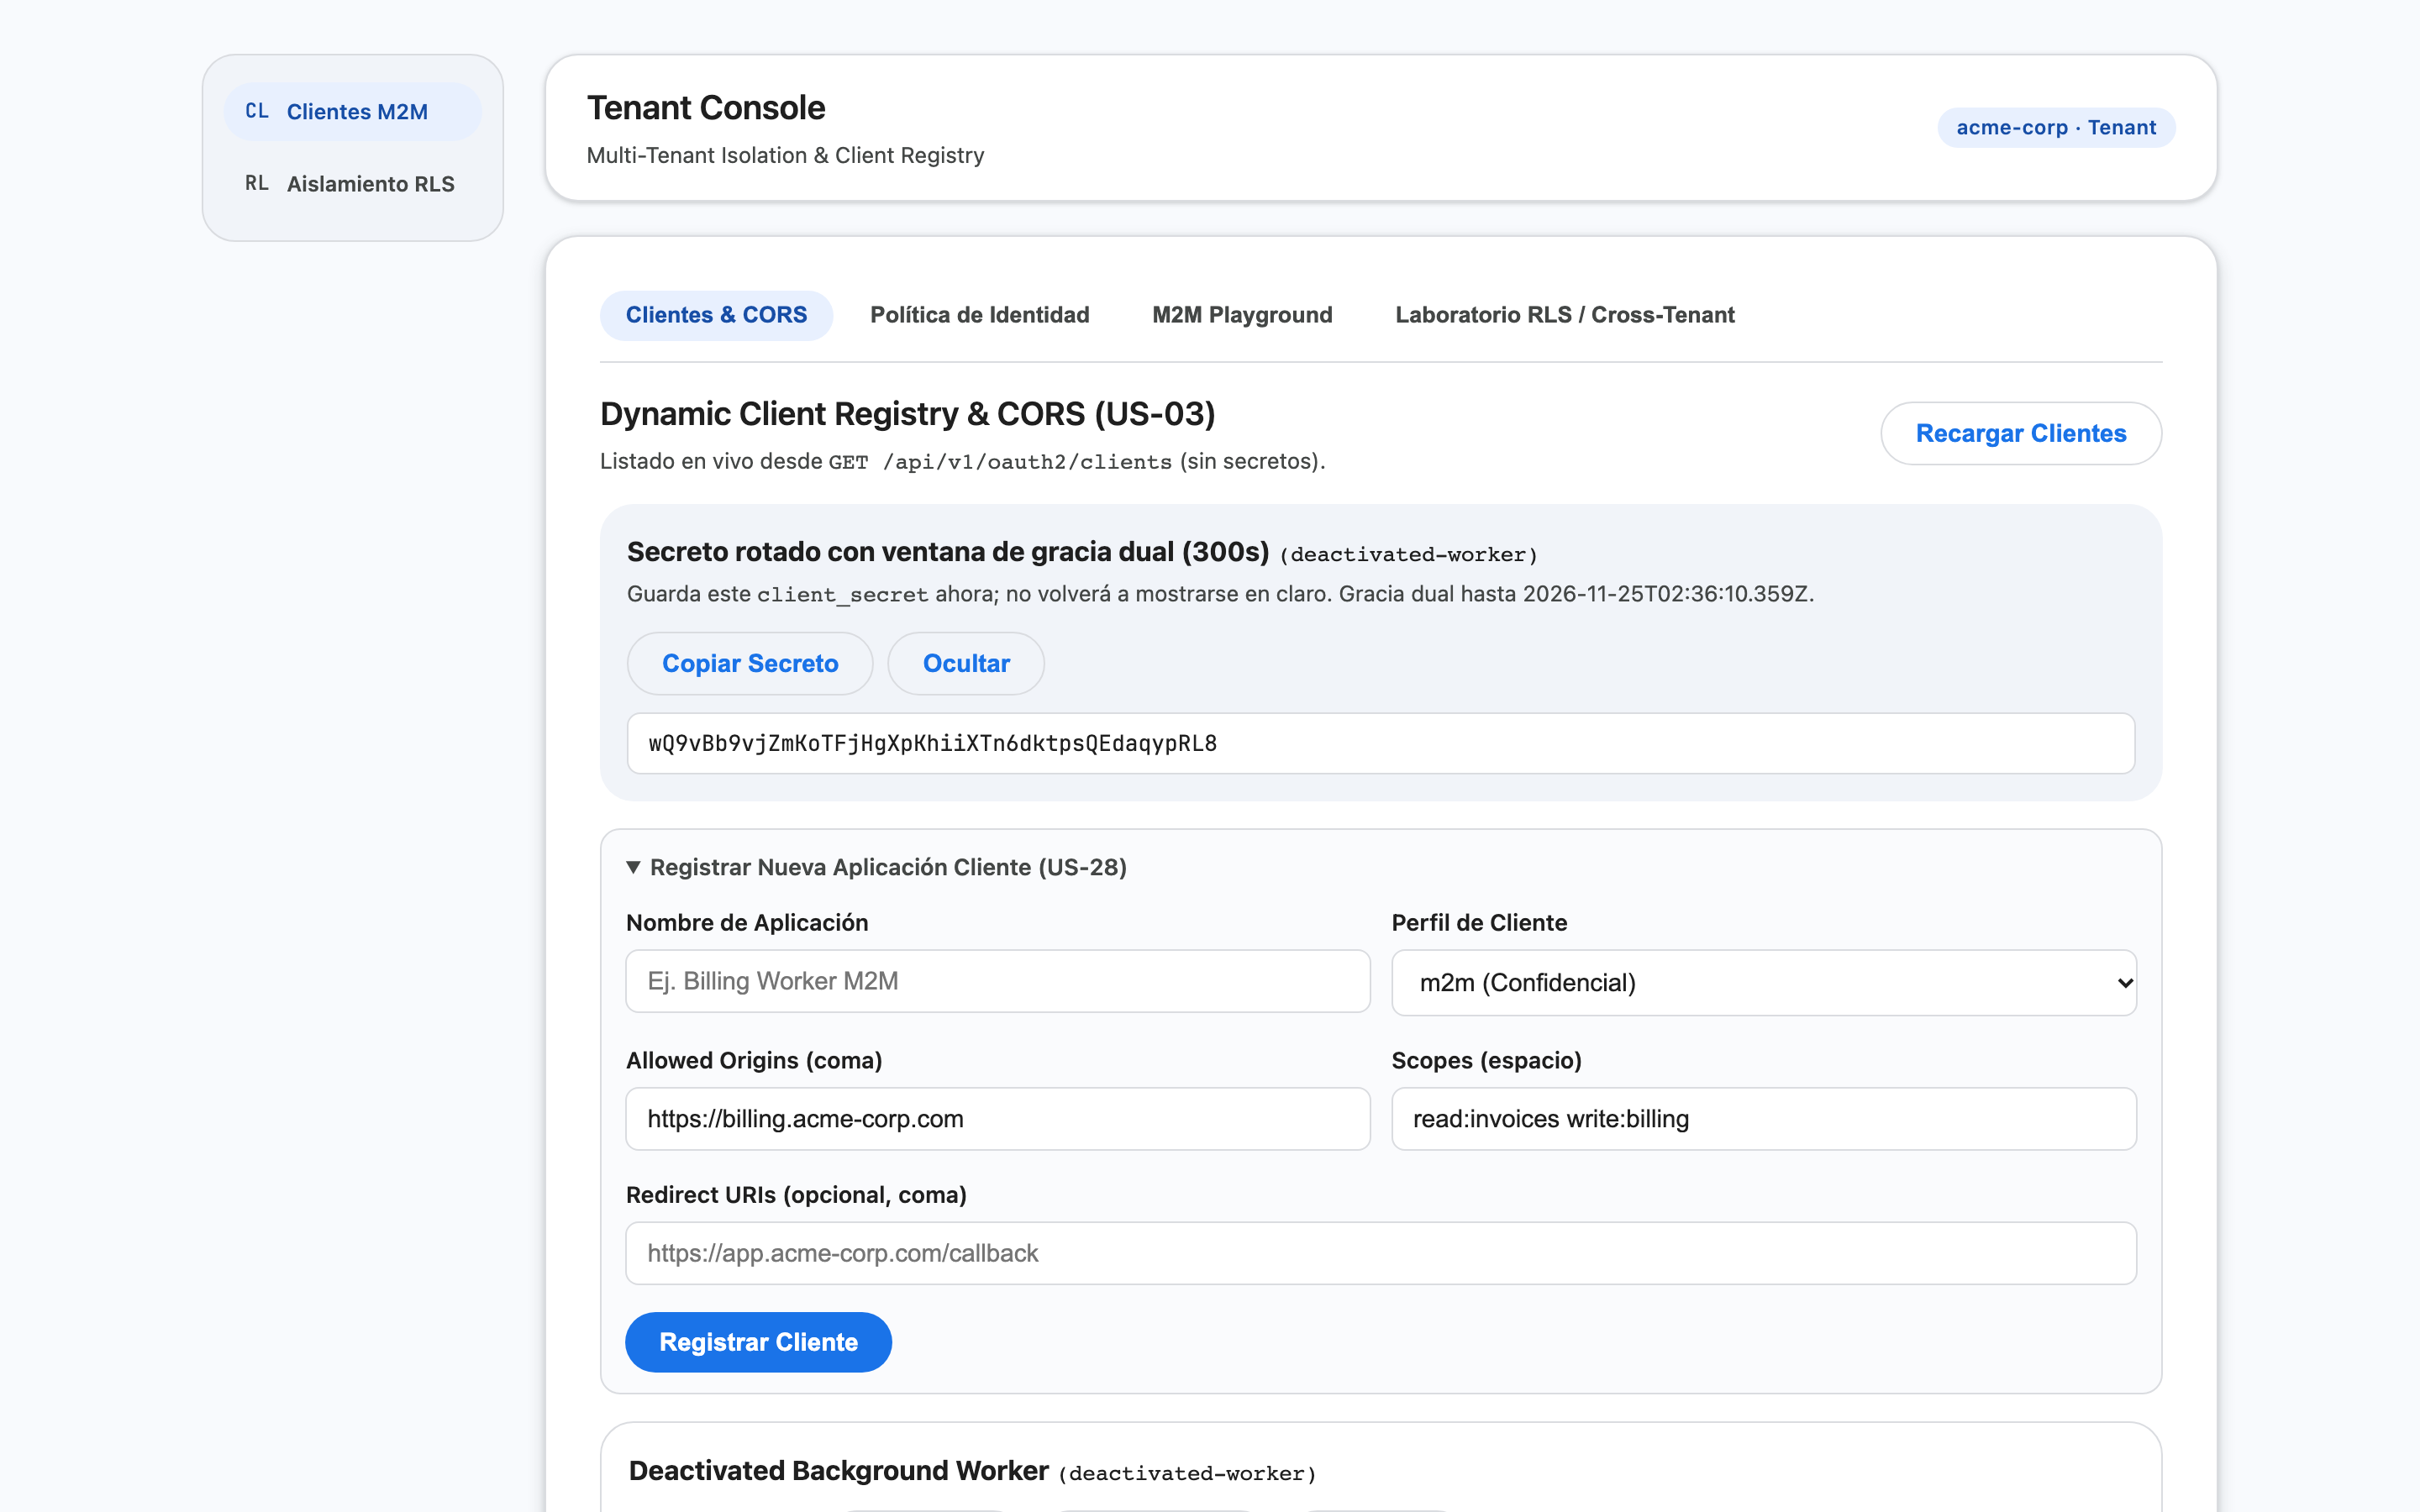 CL Clientes M2M
RL Aislamiento RLS
Tenant Console
Multi-Tenant Isolation & Client Registry
acme-corp · Tenant
Clientes & CORS
Política de Identidad
M2M Playground
Laboratorio RLS / Cross-Tenant
Dynamic Client Registry & CORS (US-03)
Listado en vivo desde GET /api/v1/oauth2/clients (sin secretos).
Recargar Clientes
Secreto rotado con ventana de gracia dual (300s) (deactivated-worker)
Guarda este client_secret ahora; no volverá a mostrarse en claro. Gracia dual hasta 2026-11-25T02:36:10.359Z.
Copiar Secreto
Ocultar
wQ9vBb9vjZmKoTFjHgXpKhiiXTn6dktpsQEdaqypRL8
▼ Registrar Nueva Aplicación Cliente (US-28)
Nombre de Aplicación
Ej. Billing Worker M2M
Perfil de Cliente
m2m (Confidencial)
Allowed Origins (coma)
https://billing.acme-corp.com
Scopes (espacio)
read:invoices write:billing
Redirect URIs (opcional, coma)
https://app.acme-corp.com/callback
Registrar Cliente
Deactivated Background Worker (deactivated-worker)